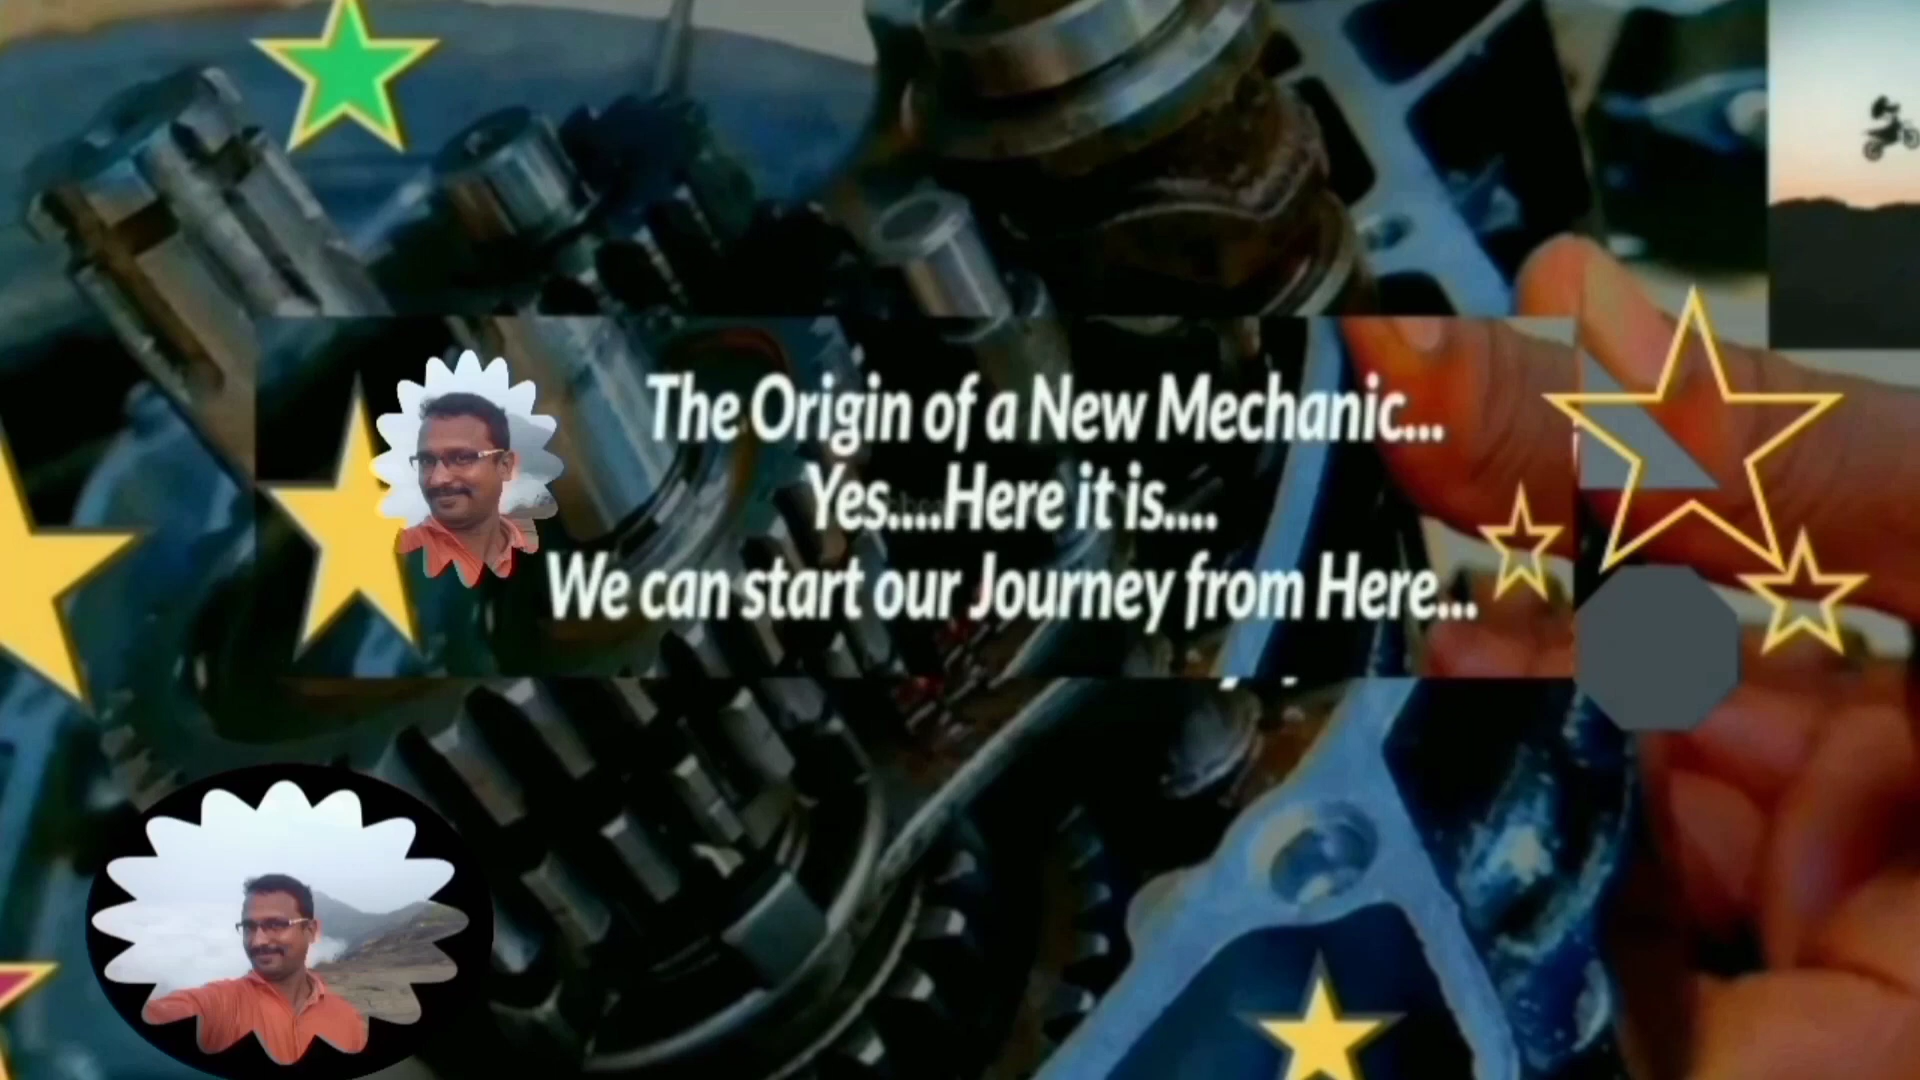 The Origin of a New Mechanic...
Yes....Here it is....
We can start our Journey from Here...